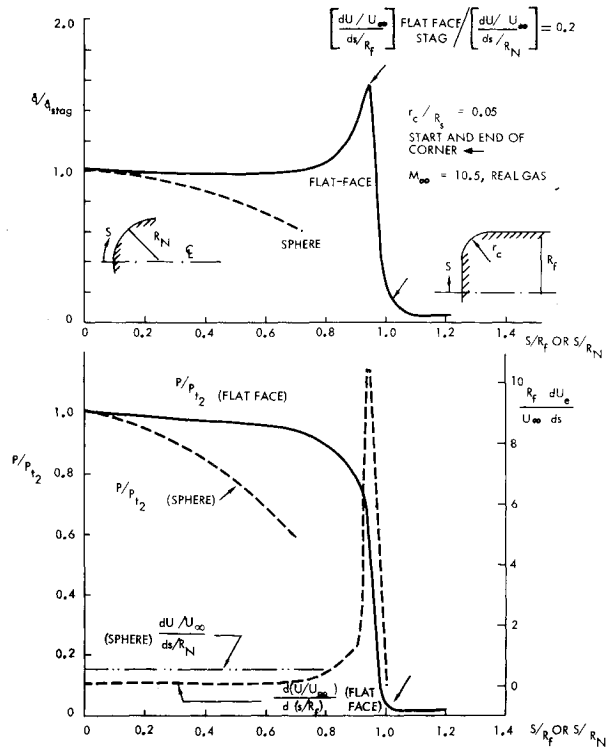 [dU/U∞ / ds/R_f] FLAT FACE STAG / [dU/U∞ / ds/R_N] = 0.2
q̇/q̇stag
2.0
1.0
0
r_c/R_s = 0.05
START AND END OF
CORNER ←
M∞ = 10.5, REAL GAS
FLAT-FACE
SPHERE
S
R_N
℄
S
r_c
R_f
0 0.2 0.4 0.6 0.8 1.0 1.2 1.4
S/R_f OR S/R_N
P/P_t2 (FLAT FACE)
P/P_t2
(SPHERE)
P/P_t2
1.0
0.8
0.6
0.4
0.2
0
10
8
6
4
2
0
R_f dU_e
U∞ ds
(SPHERE) dU/U∞
ds/R_N
d(U/U∞) (FLAT
d(s/R_f) FACE)
0 0.2 0.4 0.6 0.8 1.0 1.2 1.4
S/R_f OR S/R_N